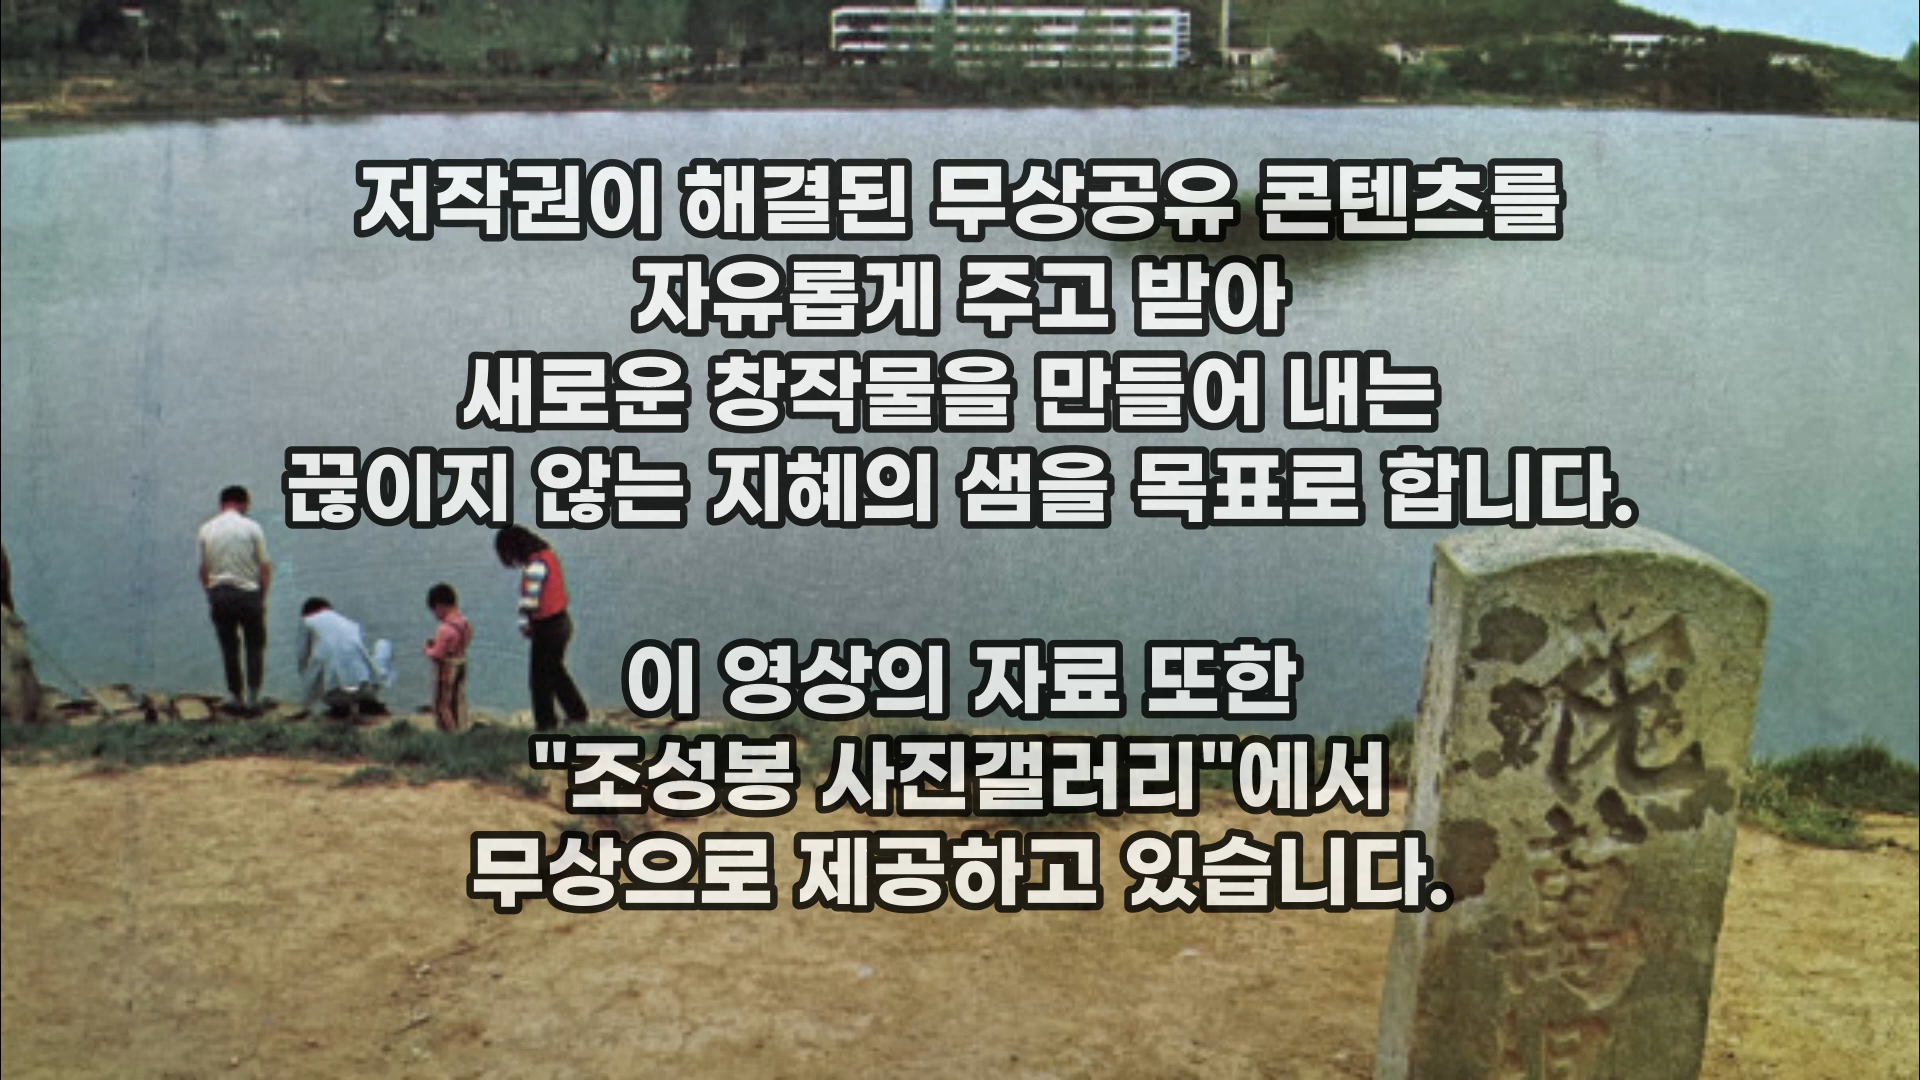 저작권이 해결된 무상공유 콘텐츠를
자유롭게 주고 받아
새로운 창작물을 만들어 내는
끊이지 않는 지혜의 샘을 목표로 합니다.
이 영상의 자료 또한
"조성봉 사진갤러리"에서
무상으로 제공하고 있습니다.